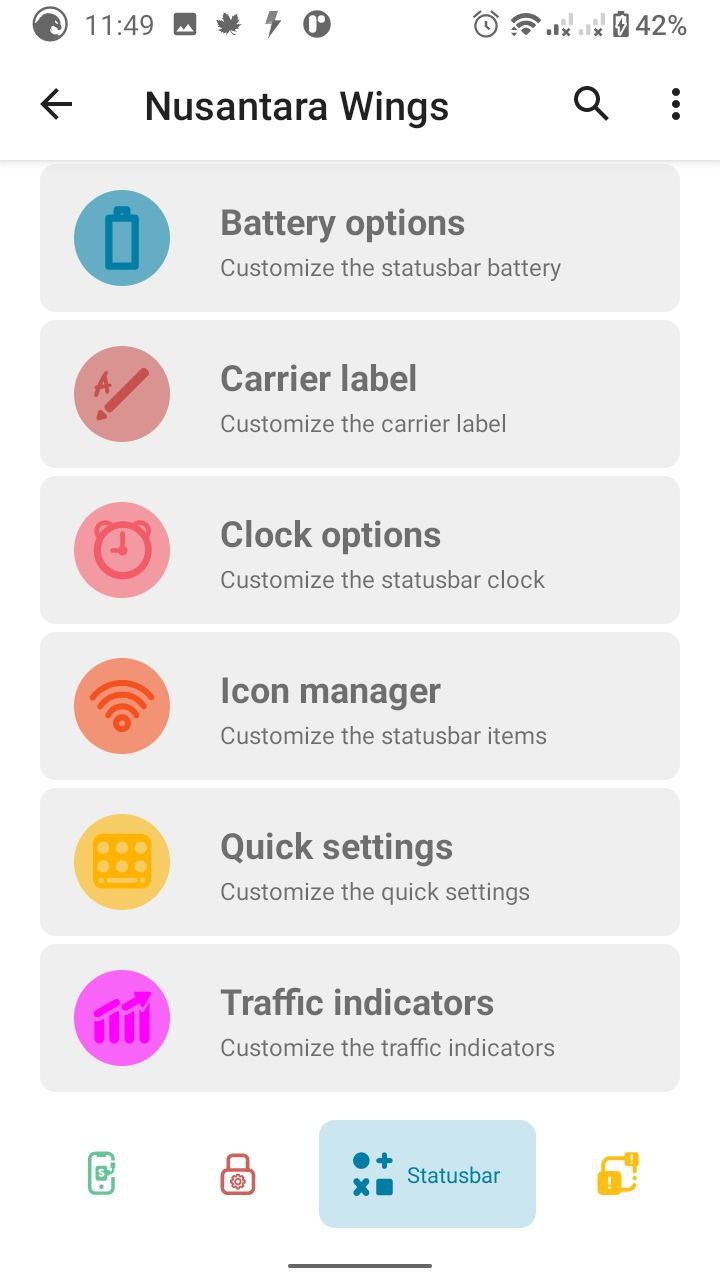 11:49
42%
Nusantara Wings
Battery options
Customize the statusbar battery
Carrier label
Customize the carrier label
Clock options
Customize the statusbar clock
Icon manager
Customize the statusbar items
Quick settings
Customize the quick settings
Traffic indicators
Customize the traffic indicators
Statusbar